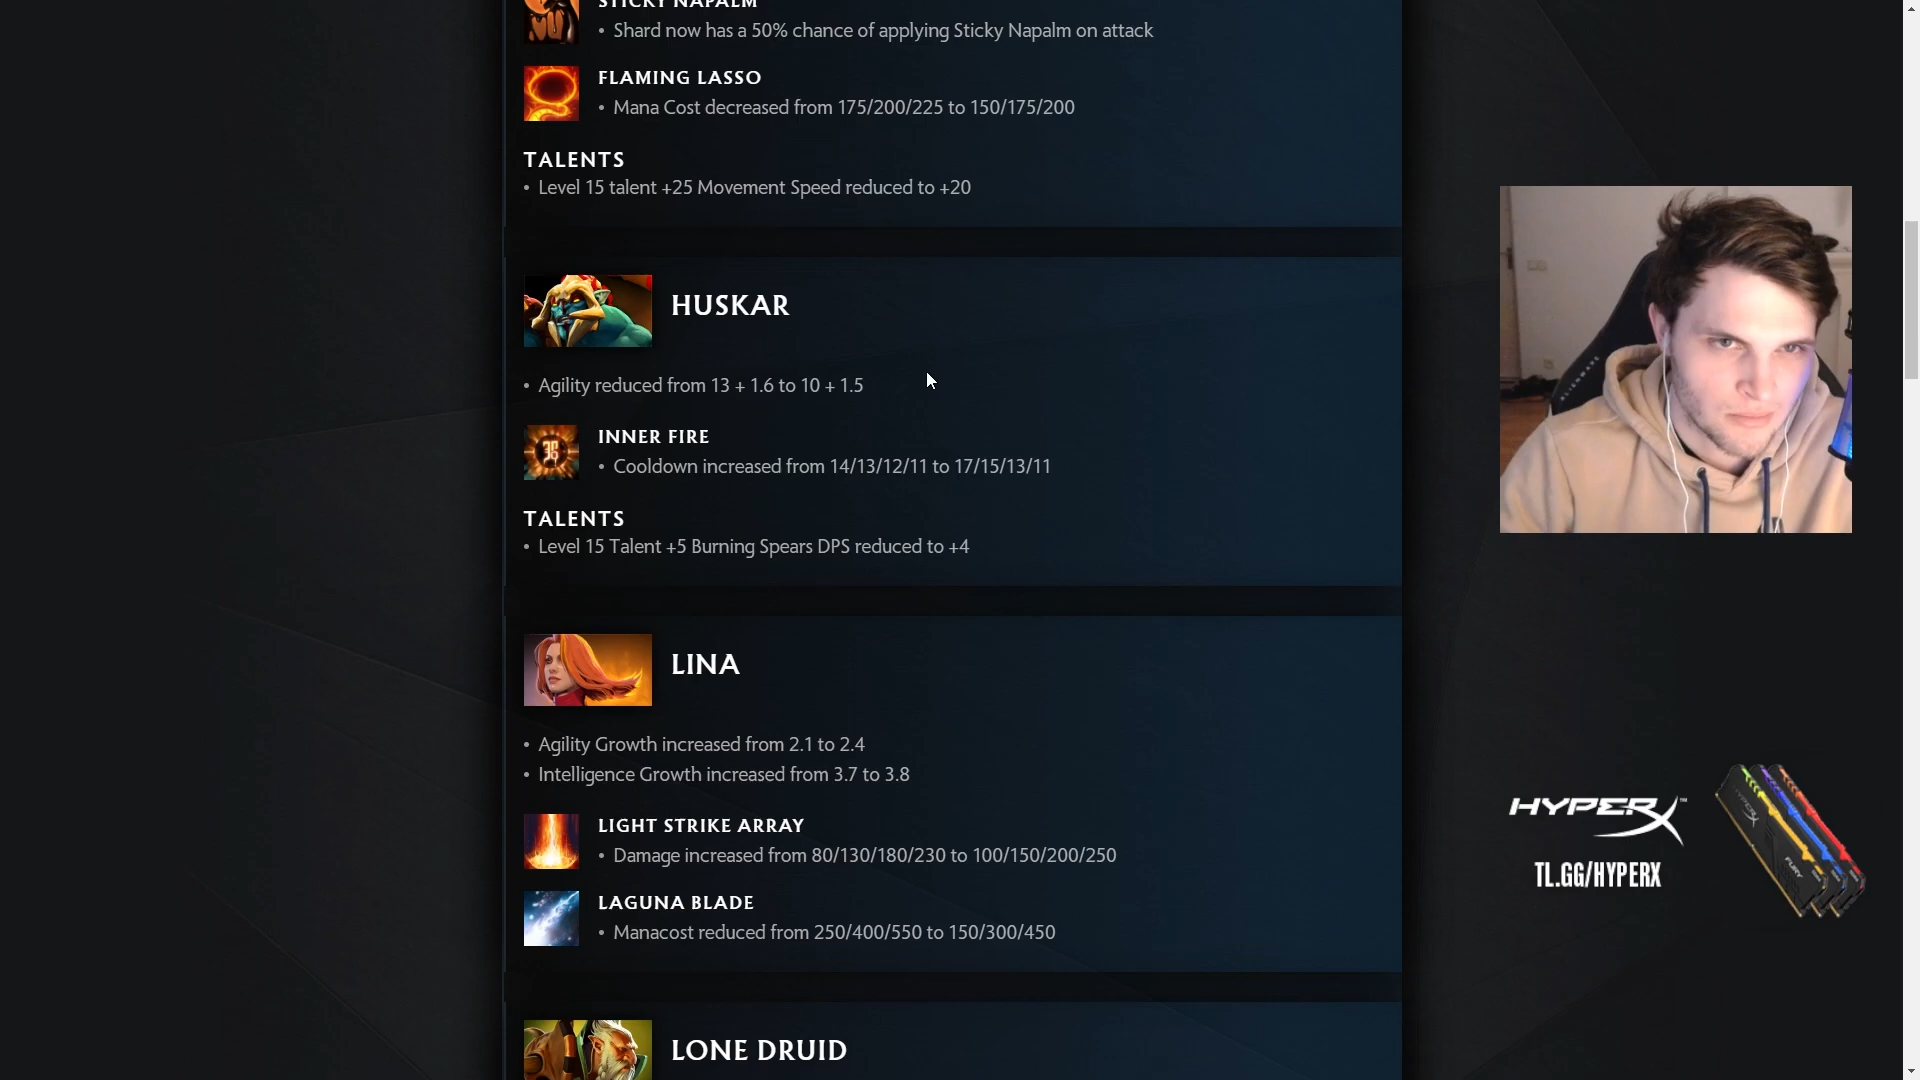 STICKY NAPALM
• Shard now has a 50% chance of applying Sticky Napalm on attack
FLAMING LASSO
• Mana Cost decreased from 175/200/225 to 150/175/200
TALENTS
• Level 15 talent +25 Movement Speed reduced to +20
HUSKAR
• Agility reduced from 13 + 1.6 to 10 + 1.5
INNER FIRE
• Cooldown increased from 14/13/12/11 to 17/15/13/11
TALENTS
• Level 15 Talent +5 Burning Spears DPS reduced to +4
LINA
• Agility Growth increased from 2.1 to 2.4
• Intelligence Growth increased from 3.7 to 3.8
LIGHT STRIKE ARRAY
• Damage increased from 80/130/180/230 to 100/150/200/250
LAGUNA BLADE
• Manacost reduced from 250/400/550 to 150/300/450
LONE DRUID
HYPERX™
TL.GG/HYPERX
FURY